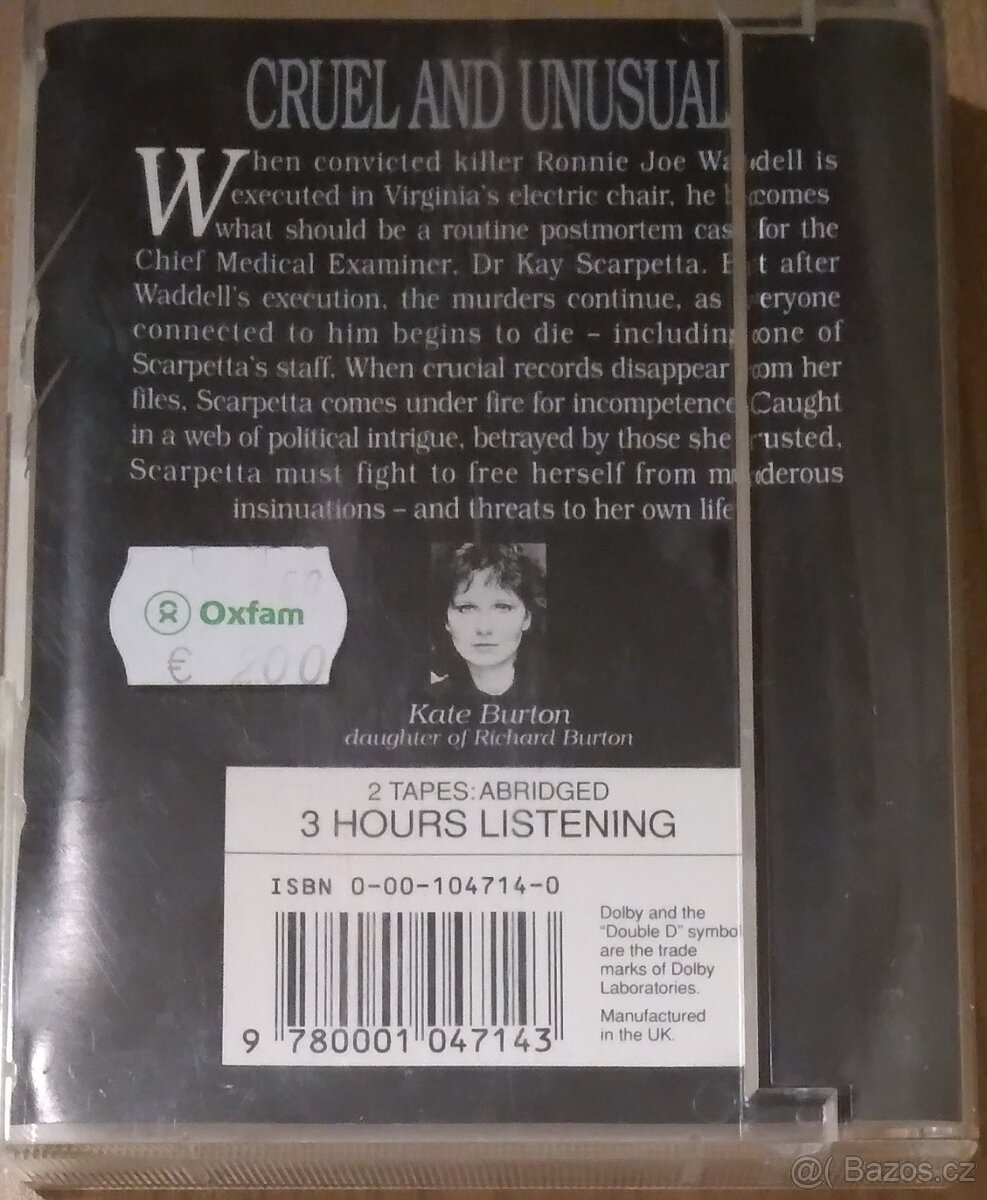 CRUEL AND UNUSUAL
When convicted killer Ronnie Joe Waddell is
executed in Virginia's electric chair, he becomes
what should be a routine postmortem case for the
Chief Medical Examiner, Dr Kay Scarpetta. But after
Waddell's execution, the murders continue, as everyone
connected to him begins to die – including one of
Scarpetta's staff. When crucial records disappear from her
files, Scarpetta comes under fire for incompetence. Caught
in a web of political intrigue, betrayed by those she trusted,
Scarpetta must fight to free herself from murderous
insinuations – and threats to her own life
Oxfam
€ 200
Kate Burton
daughter of Richard Burton
2 TAPES: ABRIDGED
3 HOURS LISTENING
ISBN 0-00-104714-0
9 780001 047143
Dolby and the
"Double D" symbol
are the trade
marks of Dolby
Laboratories.
Manufactured
in the UK.
@( Bazos.cz